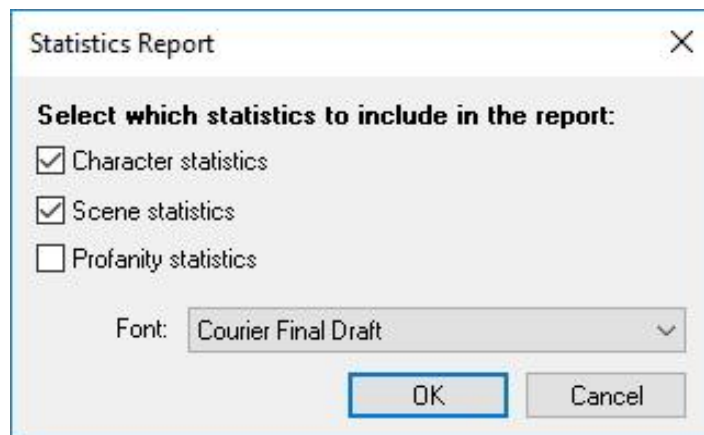 Statistics Report
Select which statistics to include in the report:
Character statistics
Scene statistics
Profanity statistics
Font: Courier Final Draft
OK Cancel